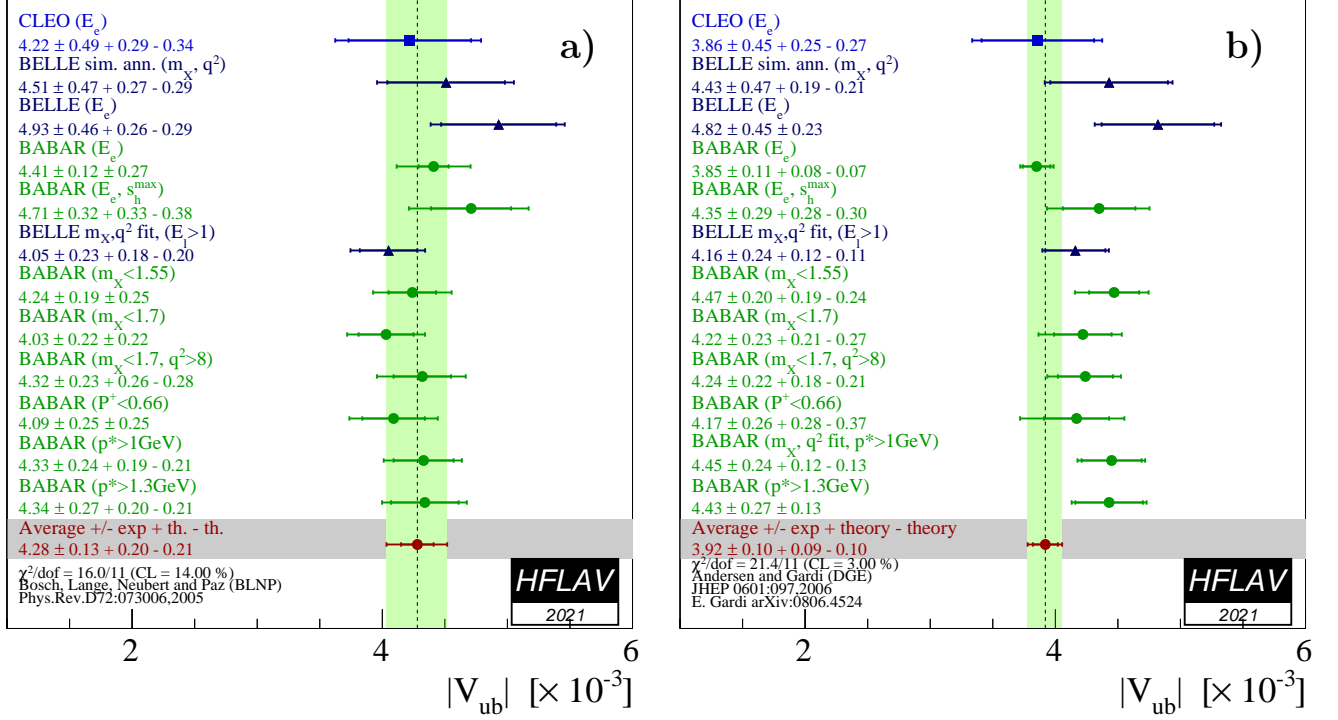 CLEO (E_e)
4.22 ± 0.49 + 0.29 - 0.34
BELLE sim. ann. (m_X, q²)
4.51 ± 0.47 + 0.27 - 0.29
BELLE (E_e)
4.93 ± 0.46 + 0.26 - 0.29
BABAR (E_e)
4.41 ± 0.12 ± 0.27
BABAR (E_e, s_h^max)
4.71 ± 0.32 + 0.33 - 0.38
BELLE m_X,q² fit, (E_l>1)
4.05 ± 0.23 + 0.18 - 0.20
BABAR (m_X<1.55)
4.24 ± 0.19 ± 0.25
BABAR (m_X<1.7)
4.03 ± 0.22 ± 0.22
BABAR (m_X<1.7, q²>8)
4.32 ± 0.23 + 0.26 - 0.28
BABAR (P⁺<0.66)
4.09 ± 0.25 ± 0.25
BABAR (p*>1GeV)
4.33 ± 0.24 + 0.19 - 0.21
BABAR (p*>1.3GeV)
4.34 ± 0.27 + 0.20 - 0.21
Average +/- exp + th. - th.
4.28 ± 0.13 + 0.20 - 0.21
χ²/dof = 16.0/11 (CL = 14.00 %)
Bosch, Lange, Neubert and Paz (BLNP)
Phys.Rev.D72:073006,2005
a)
HFLAV
2021
2 4 6
|V_ub| [× 10⁻³]
CLEO (E_e)
3.86 ± 0.45 + 0.25 - 0.27
BELLE sim. ann. (m_X, q²)
4.43 ± 0.47 + 0.19 - 0.21
BELLE (E_e)
4.82 ± 0.45 ± 0.23
BABAR (E_e)
3.85 ± 0.11 + 0.08 - 0.07
BABAR (E_e, s_h^max)
4.35 ± 0.29 + 0.28 - 0.30
BELLE m_X,q² fit, (E_l>1)
4.16 ± 0.24 + 0.12 - 0.11
BABAR (m_X<1.55)
4.47 ± 0.20 + 0.19 - 0.24
BABAR (m_X<1.7)
4.22 ± 0.23 + 0.21 - 0.27
BABAR (m_X<1.7, q²>8)
4.24 ± 0.22 + 0.18 - 0.21
BABAR (P⁺<0.66)
4.17 ± 0.26 + 0.28 - 0.37
BABAR (m_X, q² fit, p*>1GeV)
4.45 ± 0.24 + 0.12 - 0.13
BABAR (p*>1.3GeV)
4.43 ± 0.27 ± 0.13
Average +/- exp + theory - theory
3.92 ± 0.10 + 0.09 - 0.10
χ²/dof = 21.4/11 (CL = 3.00 %)
Andersen and Gardi (DGE)
JHEP 0601:097,2006
E. Gardi arXiv:0806.4524
b)
HFLAV
2021
2 4 6
|V_ub| [× 10⁻³]